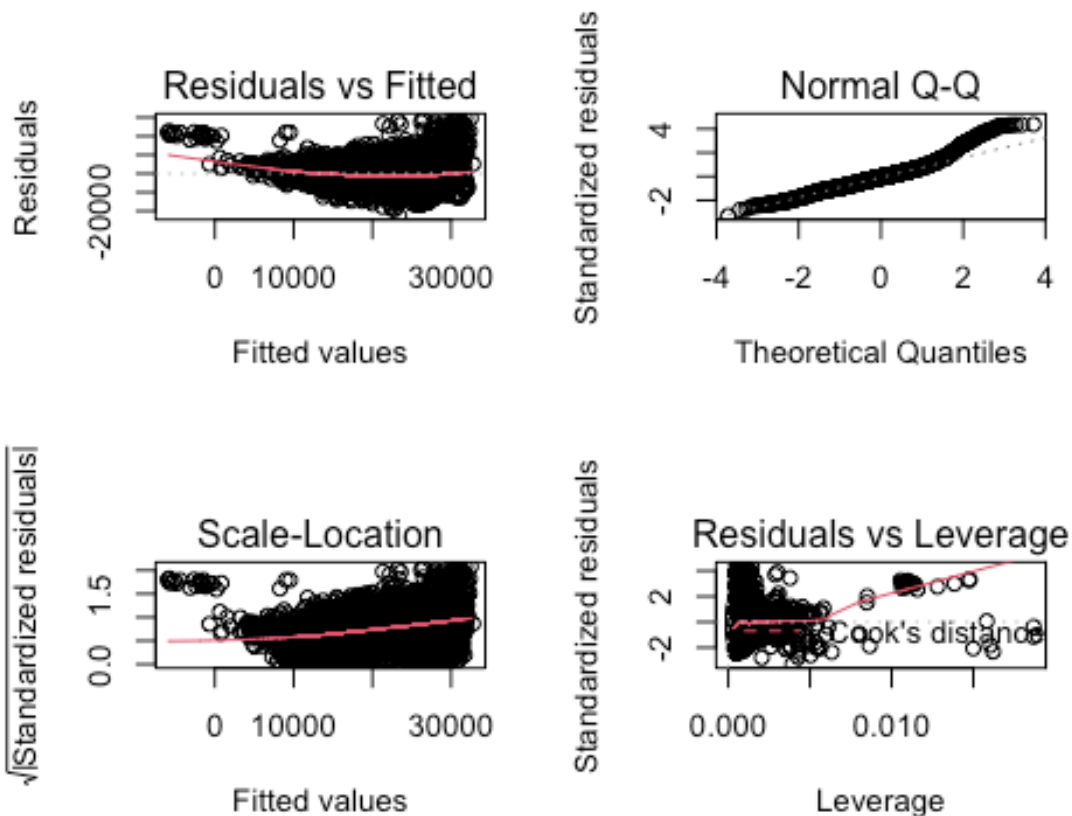 Residuals vs Fitted
Residuals
-20000
0 10000 30000
Fitted values
Normal Q-Q
Standardized residuals
4
-2
-4 -2 0 2 4
Theoretical Quantiles
Scale-Location
√|Standardized residuals|
1.5
0.0
0 10000 30000
Fitted values
Residuals vs Leverage
Standardized residuals
2
-2
Cook's distance
0.000 0.010
Leverage